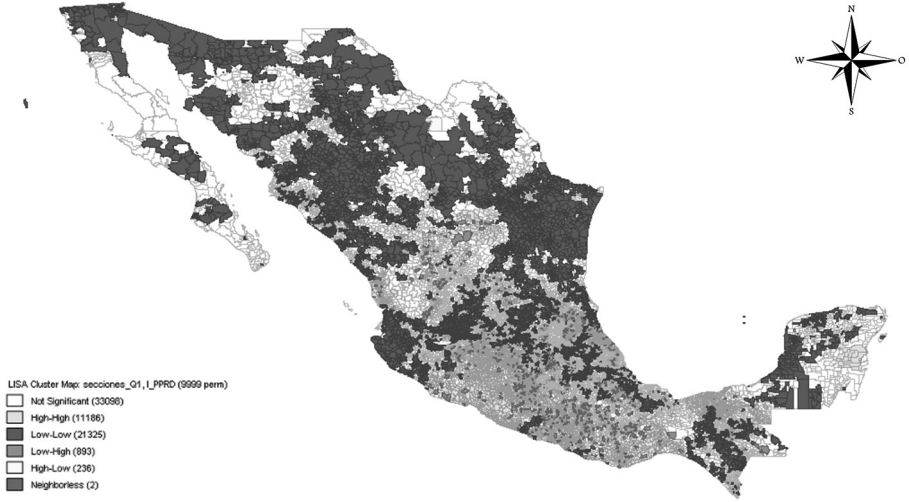 N
W
O
S
LISA Cluster Map: secciones_Q1, I_PPRD (9999 perm)
Not Significant (33098)
High-High (11186)
Low-Low (21325)
Low-High (893)
High-Low (236)
Neighborless (2)